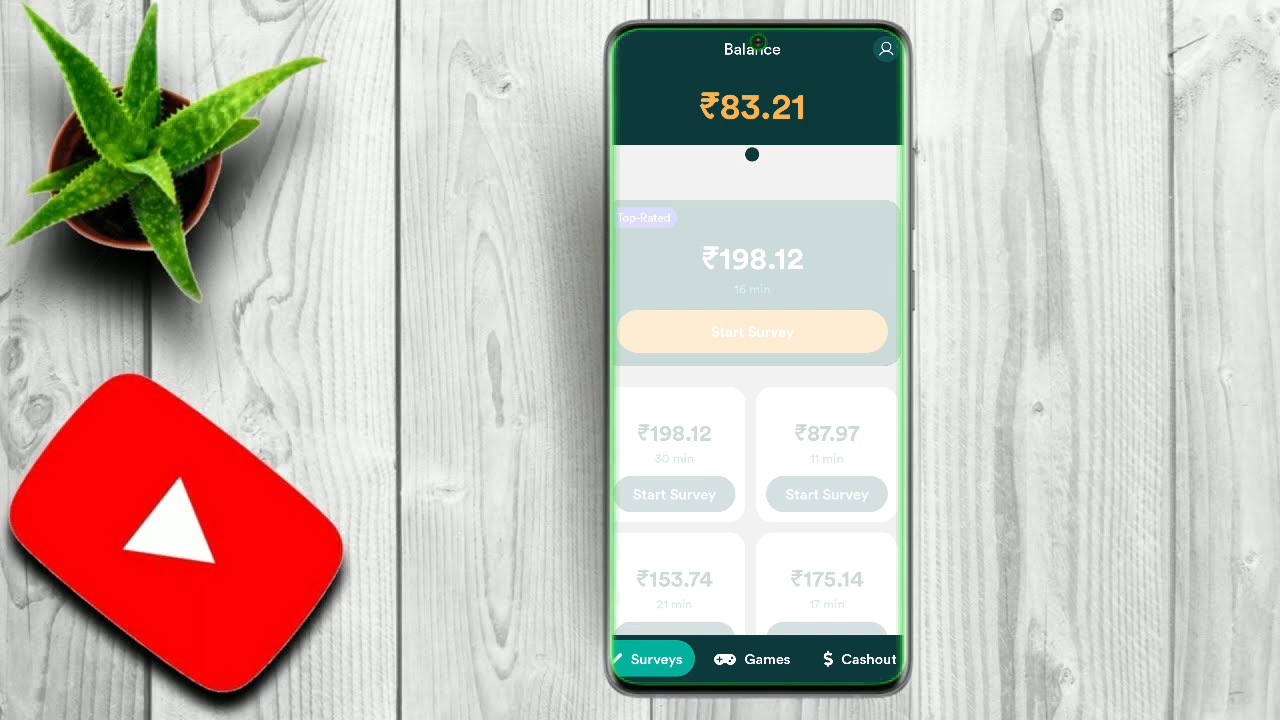 Balance
₹83.21
Top-Rated
₹198.12
16 min
Start Survey
₹198.12
₹87.97
30 min
11 min
Start Survey
Start Survey
₹153.74
₹175.14
21 min
17 min
Surveys
Games
$ Cashout